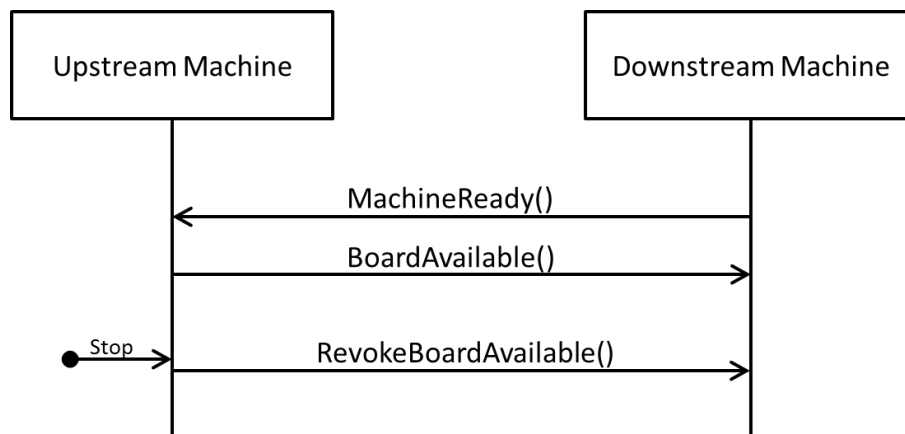 Upstream Machine
Downstream Machine
MachineReady()
BoardAvailable()
Stop
RevokeBoardAvailable()